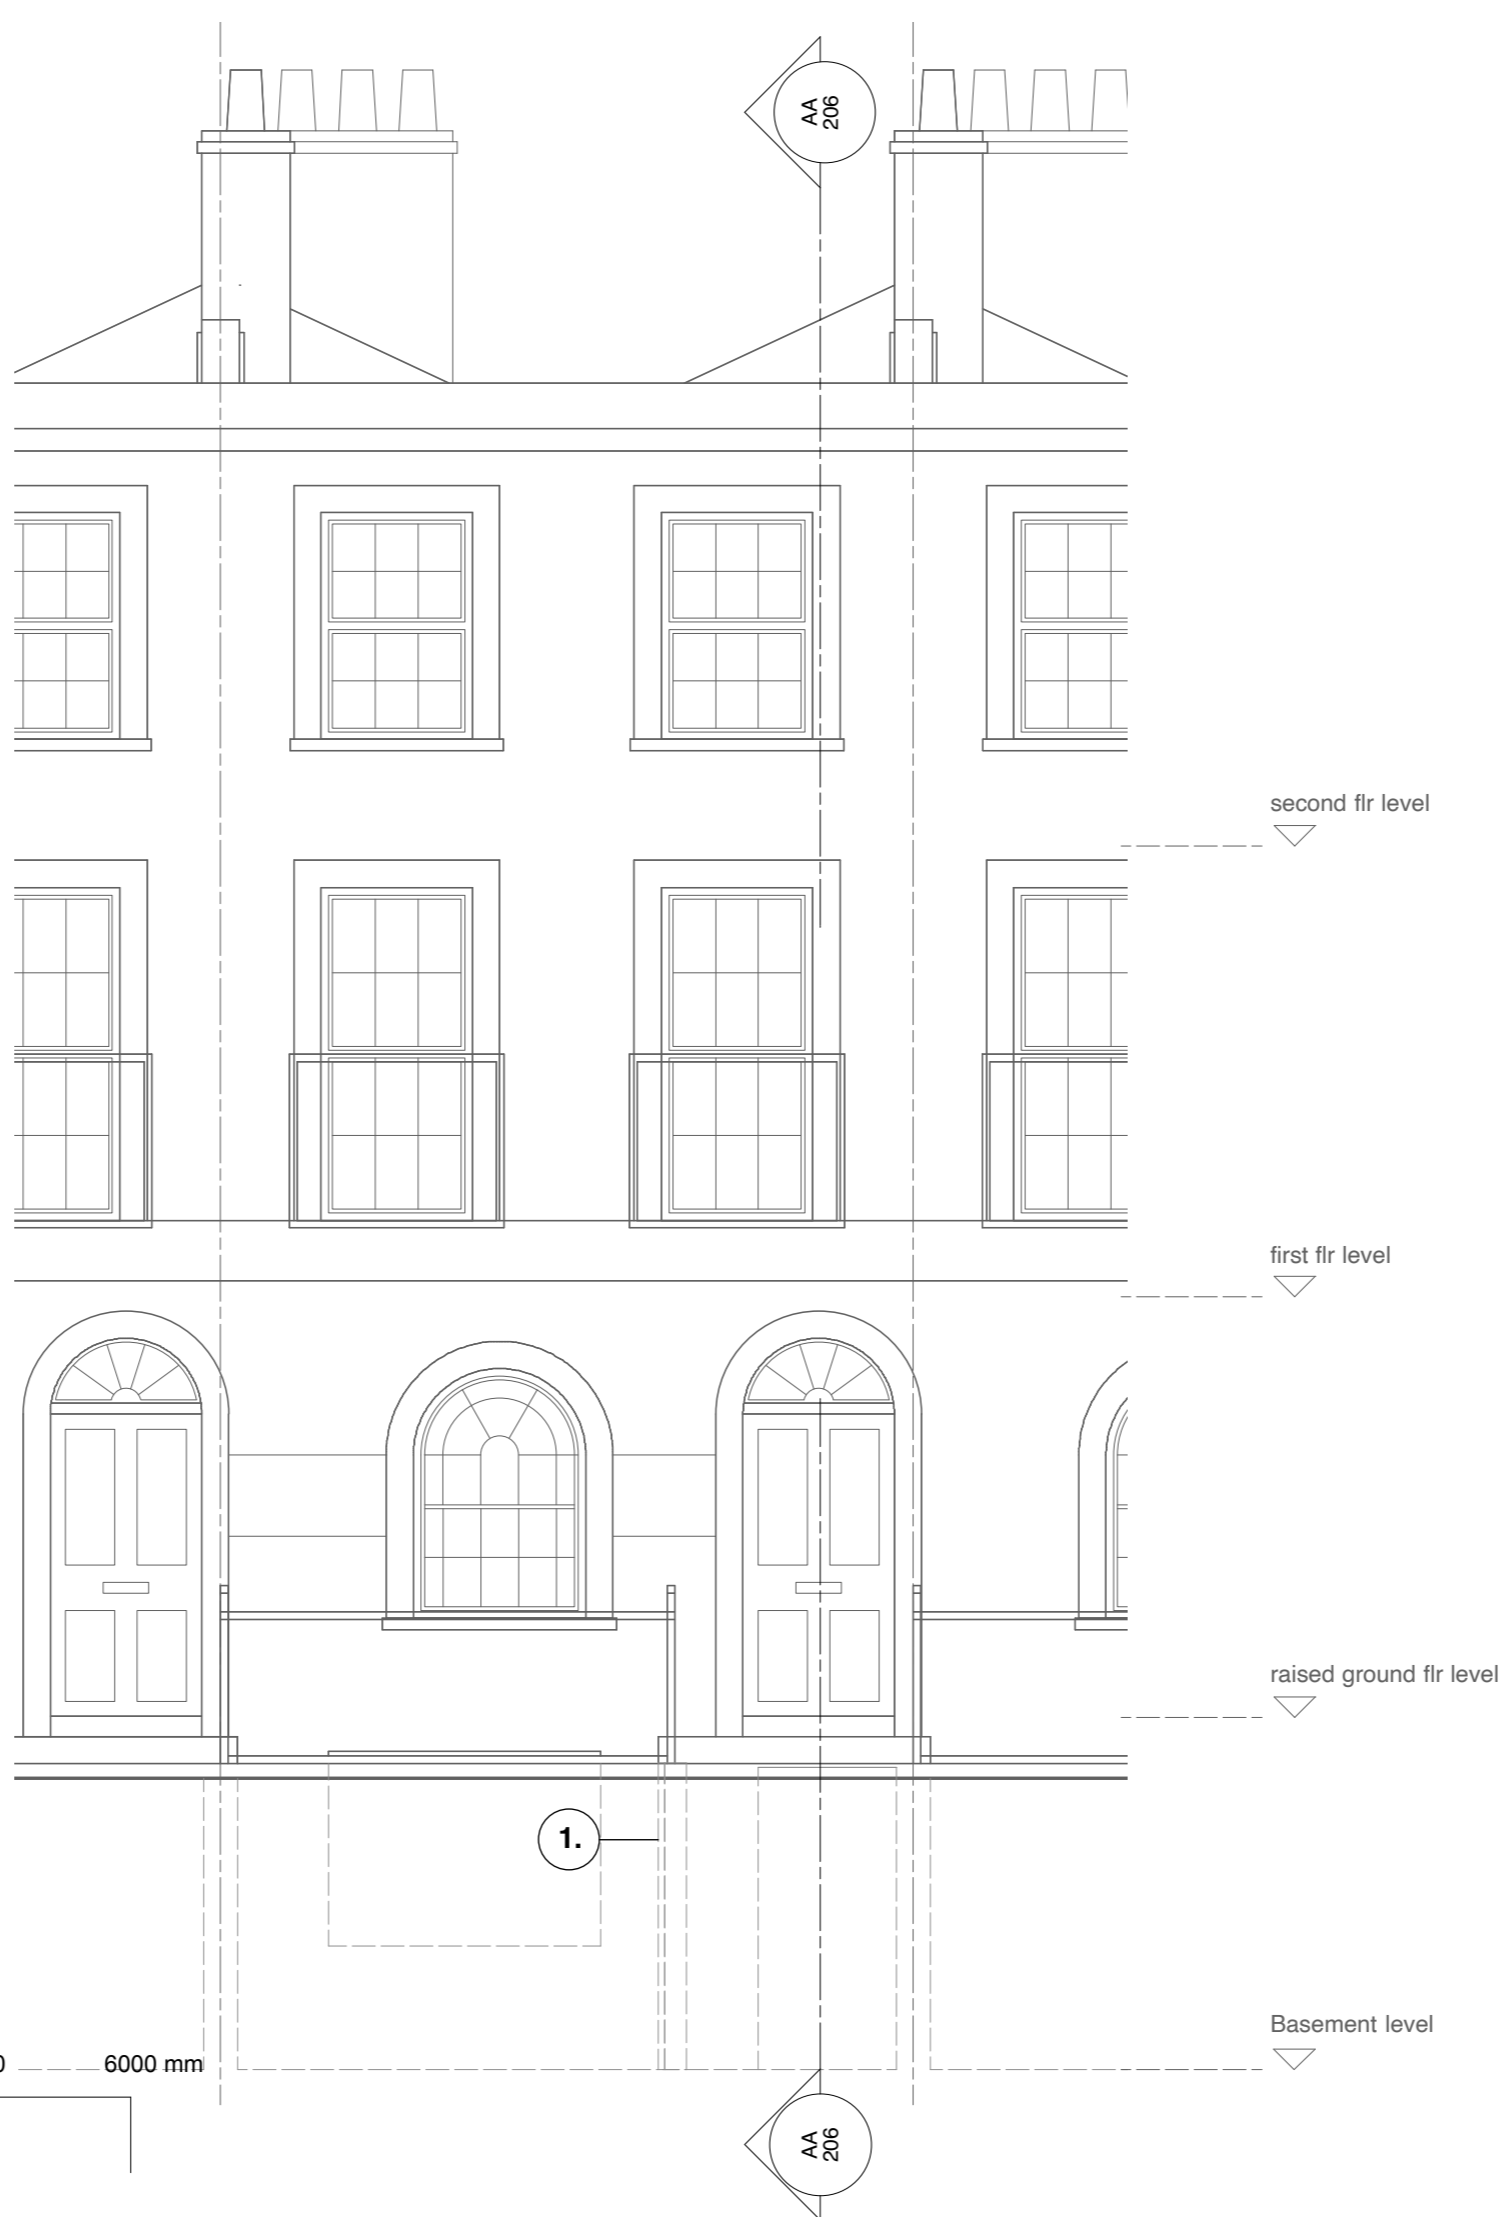 AA
206
second flr level
first flr level
raised ground flr level
1.
Basement level
0
6000 mm
AA
206